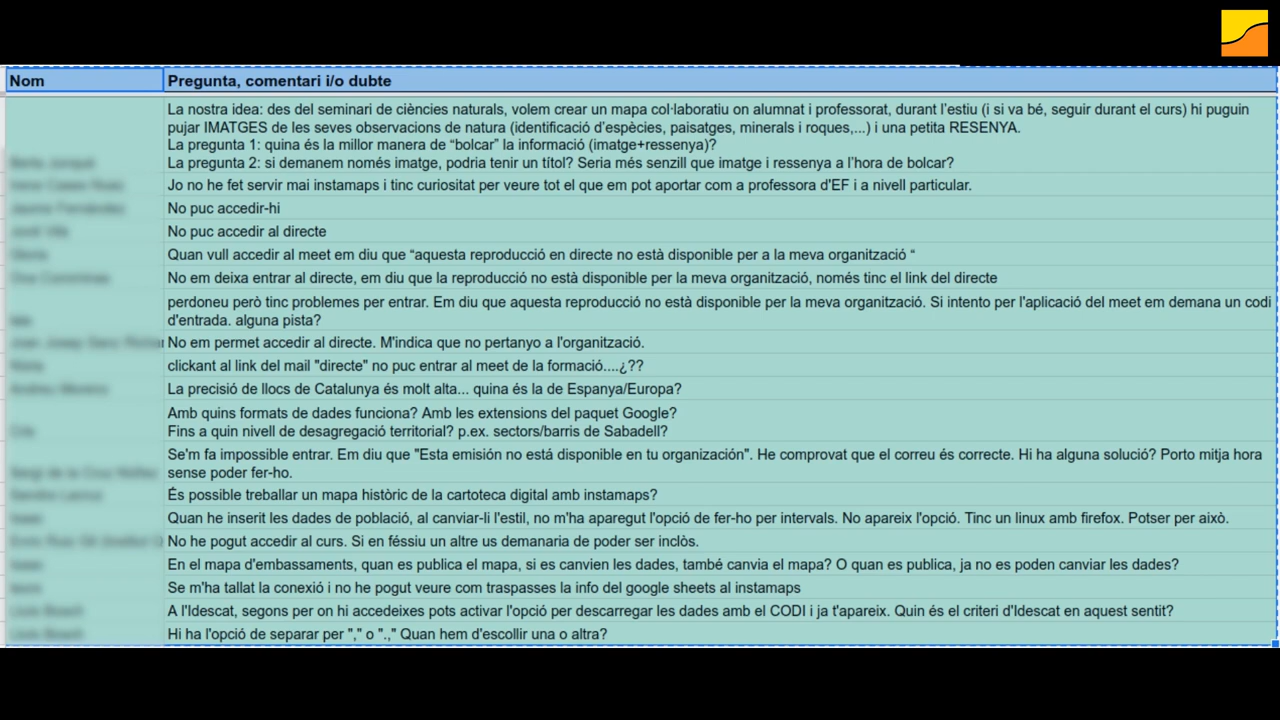 Nom
Pregunta, comentari i/o dubte
La nostra idea: des del seminari de ciències naturals, volem crear un mapa col·laboratiu on alumnat i professorat, durant l'estiu (i si va bé, seguir durant el curs) hi puguin
pujar IMATGES de les seves observacions de natura (identificació d'espècies, paisatges, minerals i roques,...) i una petita RESENYA.
La pregunta 1: quina és la millor manera de “bolcar” la informació (imatge+ressenya)?
La pregunta 2: si demanem només imatge, podria tenir un títol? Seria més senzill que imatge i ressenya a l’hora de bolcar?
Jo no he fet servir mai instamaps i tinc curiositat per veure tot el que em pot aportar com a professora d'EF i a nivell particular.
No puc accedir-hi
No puc accedir al directe
Quan vull accedir al meet em diu que “aquesta reproducció en directe no està disponible per a la meva organització “
No em deixa entrar al directe, em diu que la reproducció no està disponible per la meva organització, només tinc el link del directe
perdoneu però tinc problemes per entrar. Em diu que aquesta reproducció no està disponible per la meva organització. Si intento per l'aplicació del meet em demana un codi
d'entrada. alguna pista?
No em permet accedir al directe. M'indica que no pertanyo a l'organització.
clickant al link del mail "directe" no puc entrar al meet de la formació....¿??
La precisió de llocs de Catalunya és molt alta... quina és la de Espanya/Europa?
Amb quins formats de dades funciona? Amb les extensions del paquet Google?
Fins a quin nivell de desagregació territorial? p.ex. sectors/barris de Sabadell?
Se'm fa impossible entrar. Em diu que "Esta emisión no está disponible en tu organización". He comprovat que el correu és correcte. Hi ha alguna solució? Porto mitja hora
sense poder fer-ho.
És possible treballar un mapa històric de la cartoteca digital amb instamaps?
Quan he inserit les dades de població, al canviar-li l'estil, no m'ha aparegut l'opció de fer-ho per intervals. No apareix l'opció. Tinc un linux amb firefox. Potser per això.
No he pogut accedir al curs. Si en féssiu un altre us demanaria de poder ser inclòs.
En el mapa d'embassaments, quan es publica el mapa, si es canvien les dades, també canvia el mapa? O quan es publica, ja no es poden canviar les dades?
Se m'ha tallat la conexió i no he pogut veure com traspasses la info del google sheets al instamaps
A l'Idescat, segons per on hi accedeixes pots activar l'opció per descarregar les dades amb el CODI i ja t'apareix. Quin és el criteri d'Idescat en aquest sentit?
Hi ha l'opció de separar per "," o ".," Quan hem d'escollir una o altra?